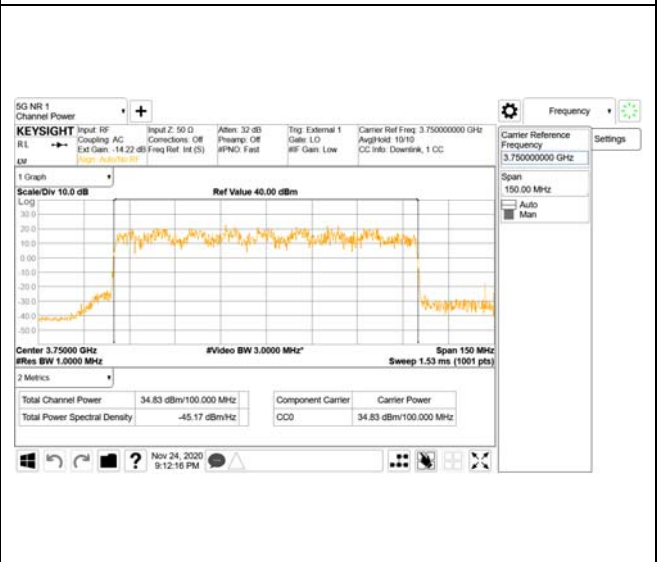 5G NR 1
Channel Power
Frequency
KEYSIGHT
RL
Input: RF
Coupling: AC
Ext Gain: -14.22 dB
Align: Auto/No RF
Input Z: 50 Ω
Corrections: Off
Freq Ref: Int (S)
Atten: 32 dB
Preamp: Off
#PNO: Fast
Trig: External 1
Gate: LO
#IF Gain: Low
Carrier Ref Freq: 3.750000000 GHz
Avg|Hold: 10/10
CC Info: Downlink, 1 CC
Carrier Reference
Frequency
3.750000000 GHz
Settings
Span
150.00 MHz
Auto
Man
1 Graph
Scale/Div 10.0 dB
Ref Value 40.00 dBm
Log
30.0
20.0
10.0
0.00
-10.0
-20.0
-30.0
-40.0
-50.0
Center 3.75000 GHz
#Video BW 3.0000 MHz*
Span 150 MHz
#Res BW 1.0000 MHz
Sweep 1.53 ms (1001 pts)
2 Metrics
Total Channel Power 34.83 dBm/100.000 MHz
Total Power Spectral Density -45.17 dBm/Hz
Component Carrier Carrier Power
CC0 34.83 dBm/100.000 MHz
Nov 24, 2020
9:12:16 PM